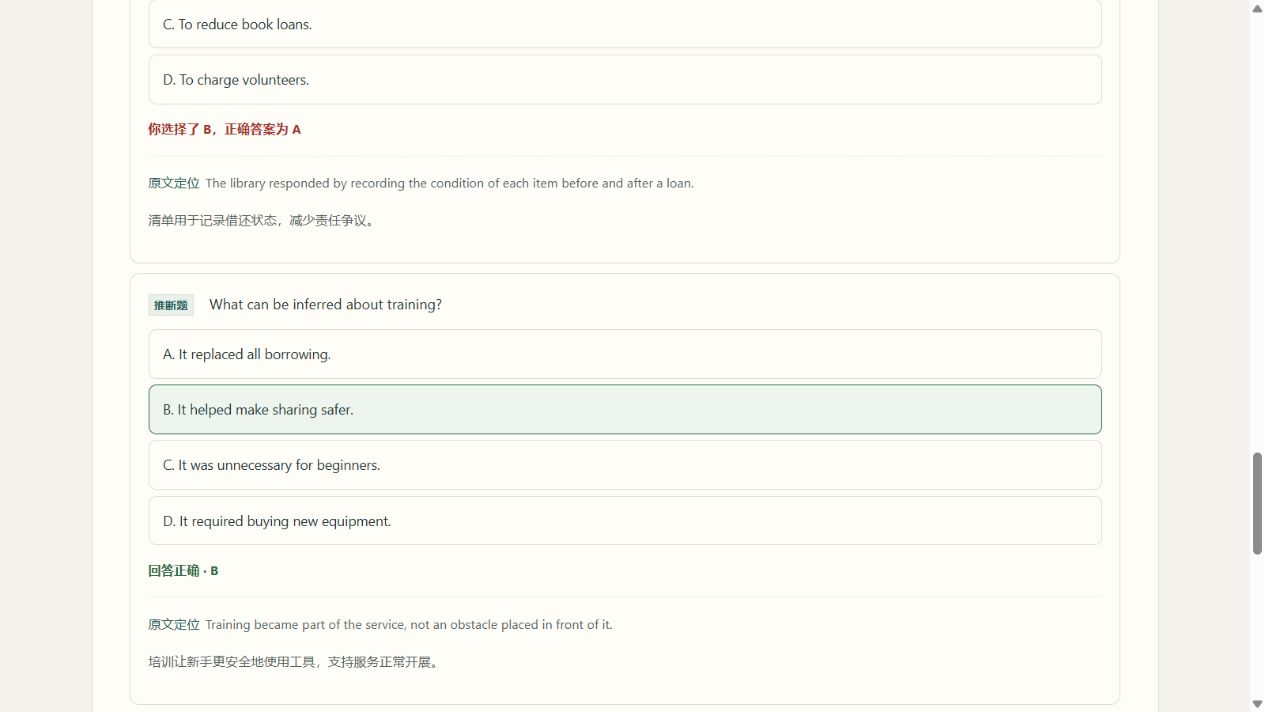 C. To reduce book loans.
D. To charge volunteers.
你选择了 B，正确答案为 A
原文定位 The library responded by recording the condition of each item before and after a loan.
清单用于记录借还状态，减少责任争议。
推断题 What can be inferred about training?
A. It replaced all borrowing.
B. It helped make sharing safer.
C. It was unnecessary for beginners.
D. It required buying new equipment.
回答正确 · B
原文定位 Training became part of the service, not an obstacle placed in front of it.
培训让新手更安全地使用工具，支持服务正常开展。